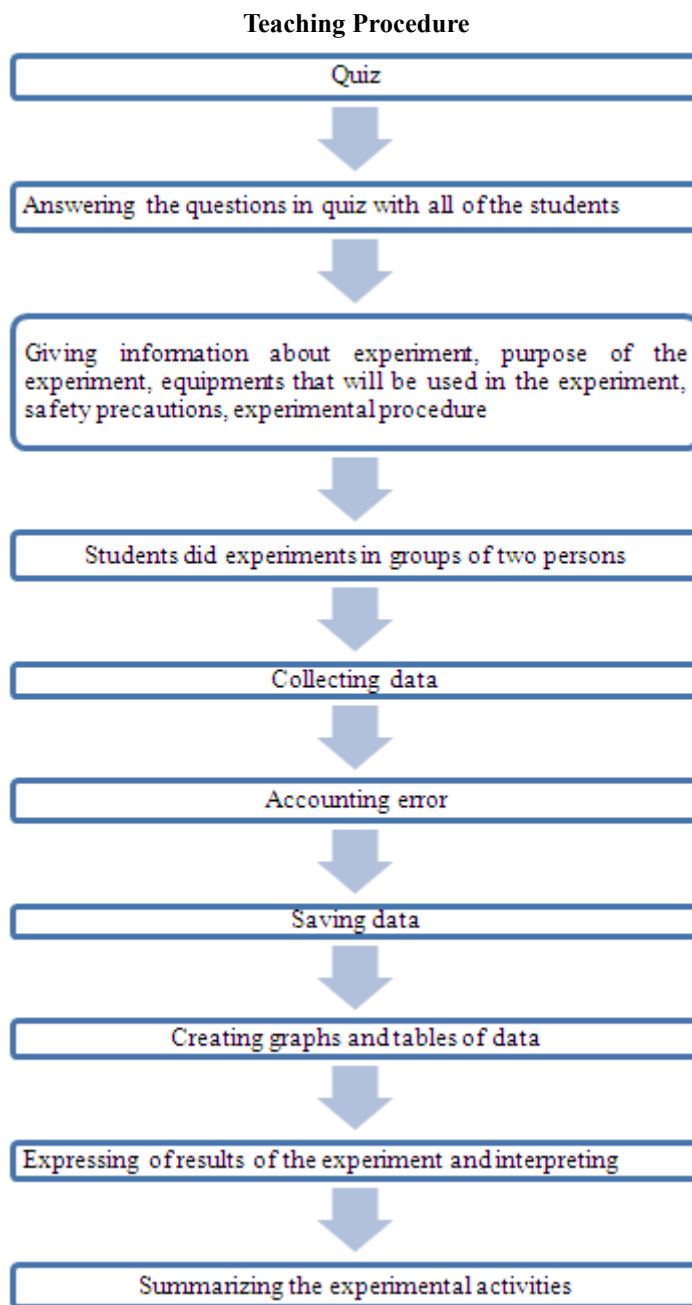 Teaching Procedure
Quiz
Answering the questions in quiz with all of the students
Giving information about experiment, purpose of the
experiment, equipments that will be used in the experiment,
safety precautions, experimental procedure
Students did experiments in groups of two persons
Collecting data
Accounting error
Saving data
Creating graphs and tables of data
Expressing of results of the experiment and interpreting
Summarizing the experimental activities